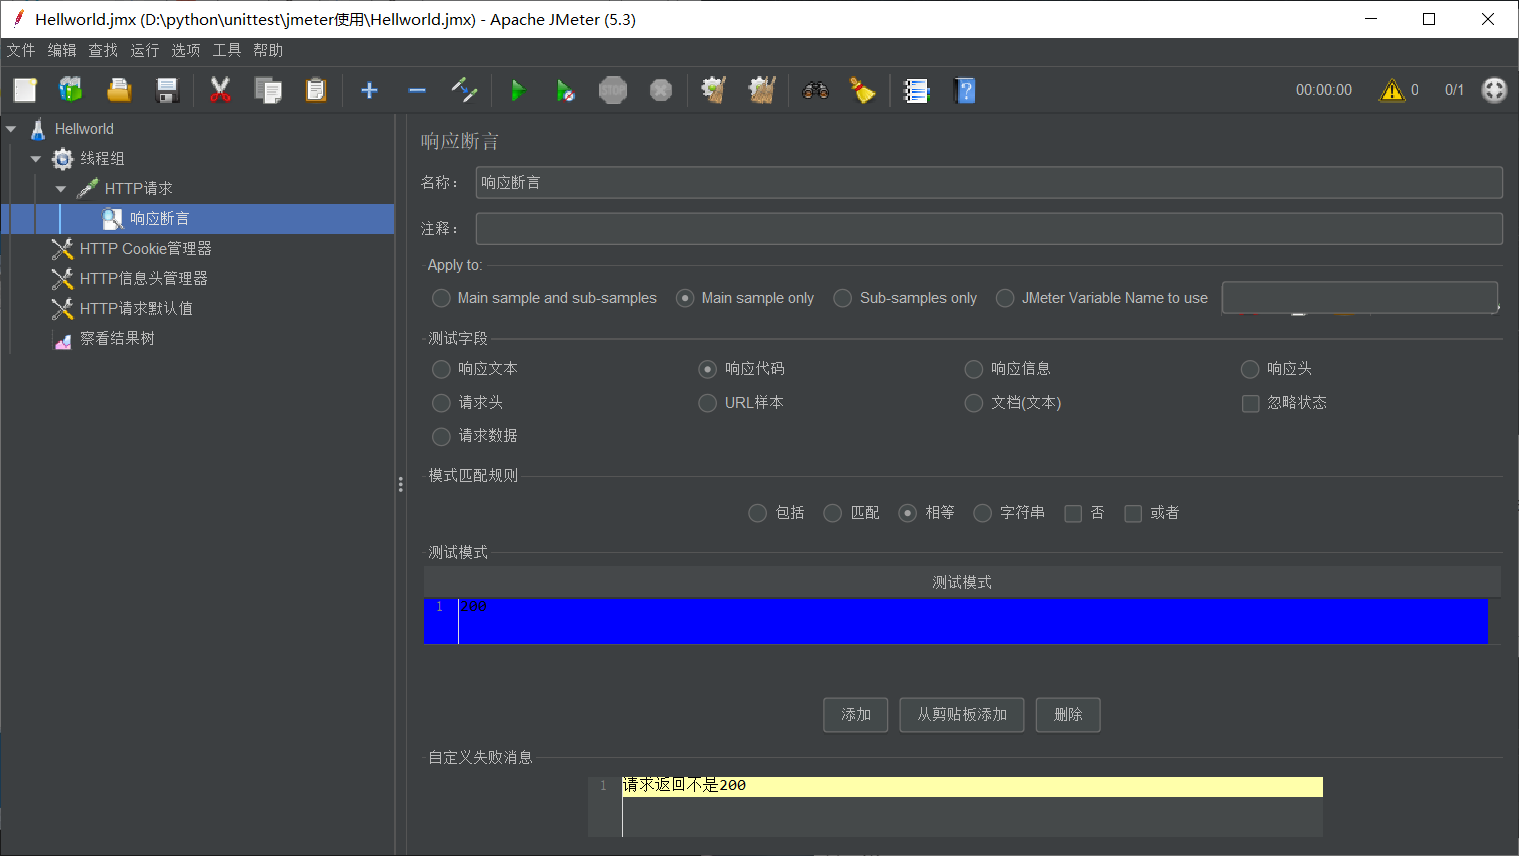 Hellworld.jmx (D:\python\unittest\jmeter使用\Hellworld.jmx) - Apache JMeter (5.3)
文件 编辑 查找 运行 选项 工具 帮助
STOP 00:00:00 0 0/1
Hellworld
线程组
HTTP请求
响应断言
HTTP Cookie管理器
HTTP信息头管理器
HTTP请求默认值
察看结果树
响应断言
名称： 响应断言
注释：
Apply to:
Main sample and sub-samples Main sample only Sub-samples only JMeter Variable Name to use
测试字段
响应文本 响应代码 响应信息 响应头
请求头 URL样本 文档(文本) 忽略状态
请求数据
模式匹配规则
包括 匹配 相等 字符串 否 或者
测试模式
测试模式
1 200
添加 从剪贴板添加 删除
自定义失败消息
1 请求返回不是200